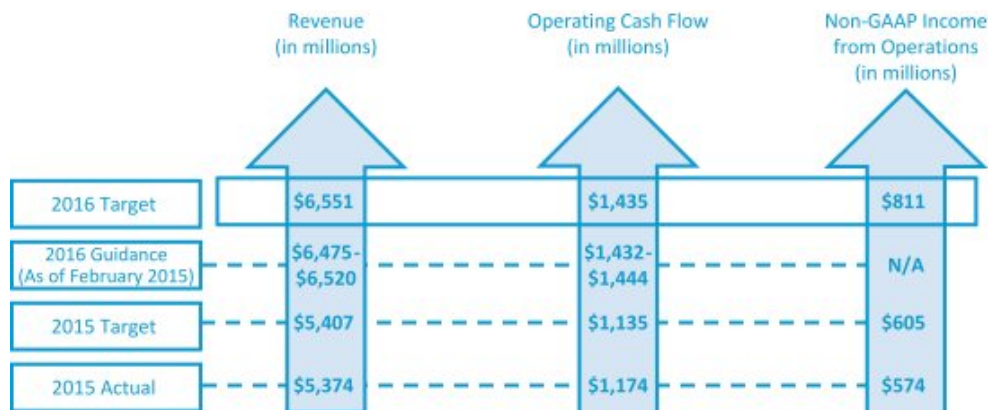 Revenue
(in millions)
Operating Cash Flow
(in millions)
Non-GAAP Income
from Operations
(in millions)
2016 Target
$6,551
$1,435
$811
2016 Guidance
(As of February 2015)
$6,475-
$6,520
$1,432-
$1,444
N/A
2015 Target
$5,407
$1,135
$605
2015 Actual
$5,374
$1,174
$574